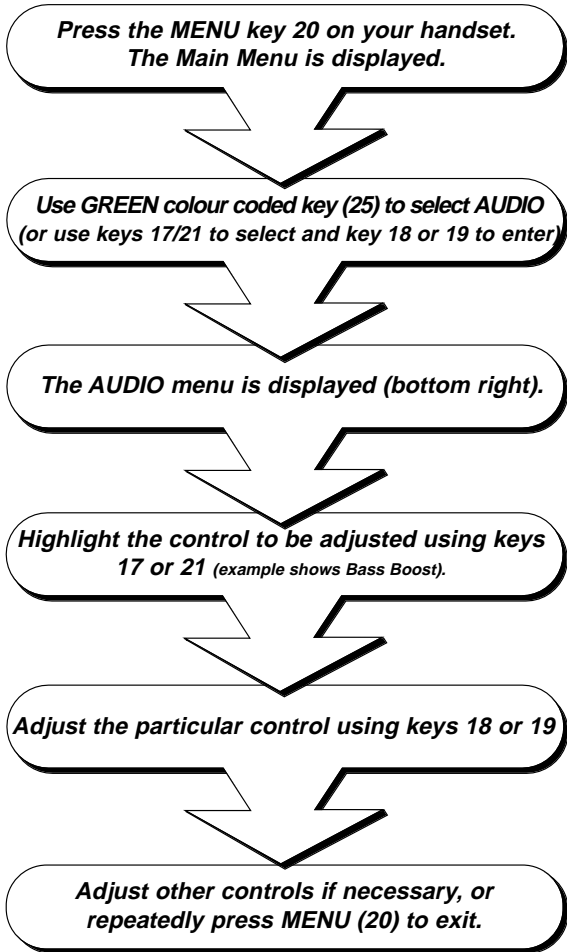 Press the MENU key 20 on your handset.
The Main Menu is displayed.
Use GREEN colour coded key (25) to select AUDIO
(or use keys 17/21 to select and key 18 or 19 to enter)
The AUDIO menu is displayed (bottom right).
Highlight the control to be adjusted using keys
17 or 21 (example shows Bass Boost).
Adjust the particular control using keys 18 or 19
Adjust other controls if necessary, or
repeatedly press MENU (20) to exit.